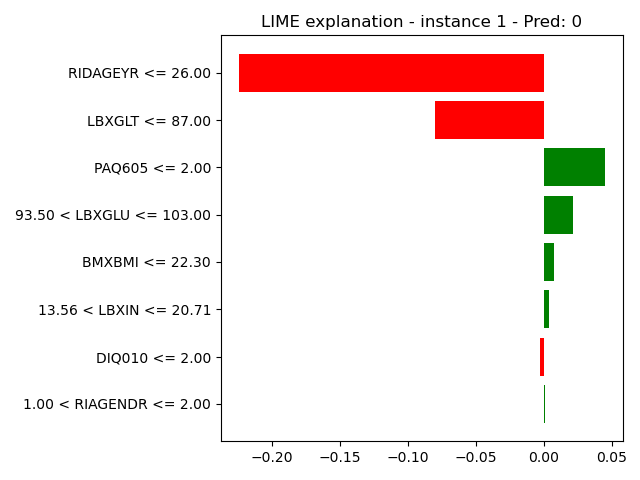 LIME explanation - instance 1 - Pred: 0
RIDAGEYR <= 26.00
LBXGLT <= 87.00
PAQ605 <= 2.00
93.50 < LBXGLU <= 103.00
BMXBMI <= 22.30
13.56 < LBXIN <= 20.71
DIQ010 <= 2.00
1.00 < RIAGENDR <= 2.00
−0.20 −0.15 −0.10 −0.05 0.00 0.05